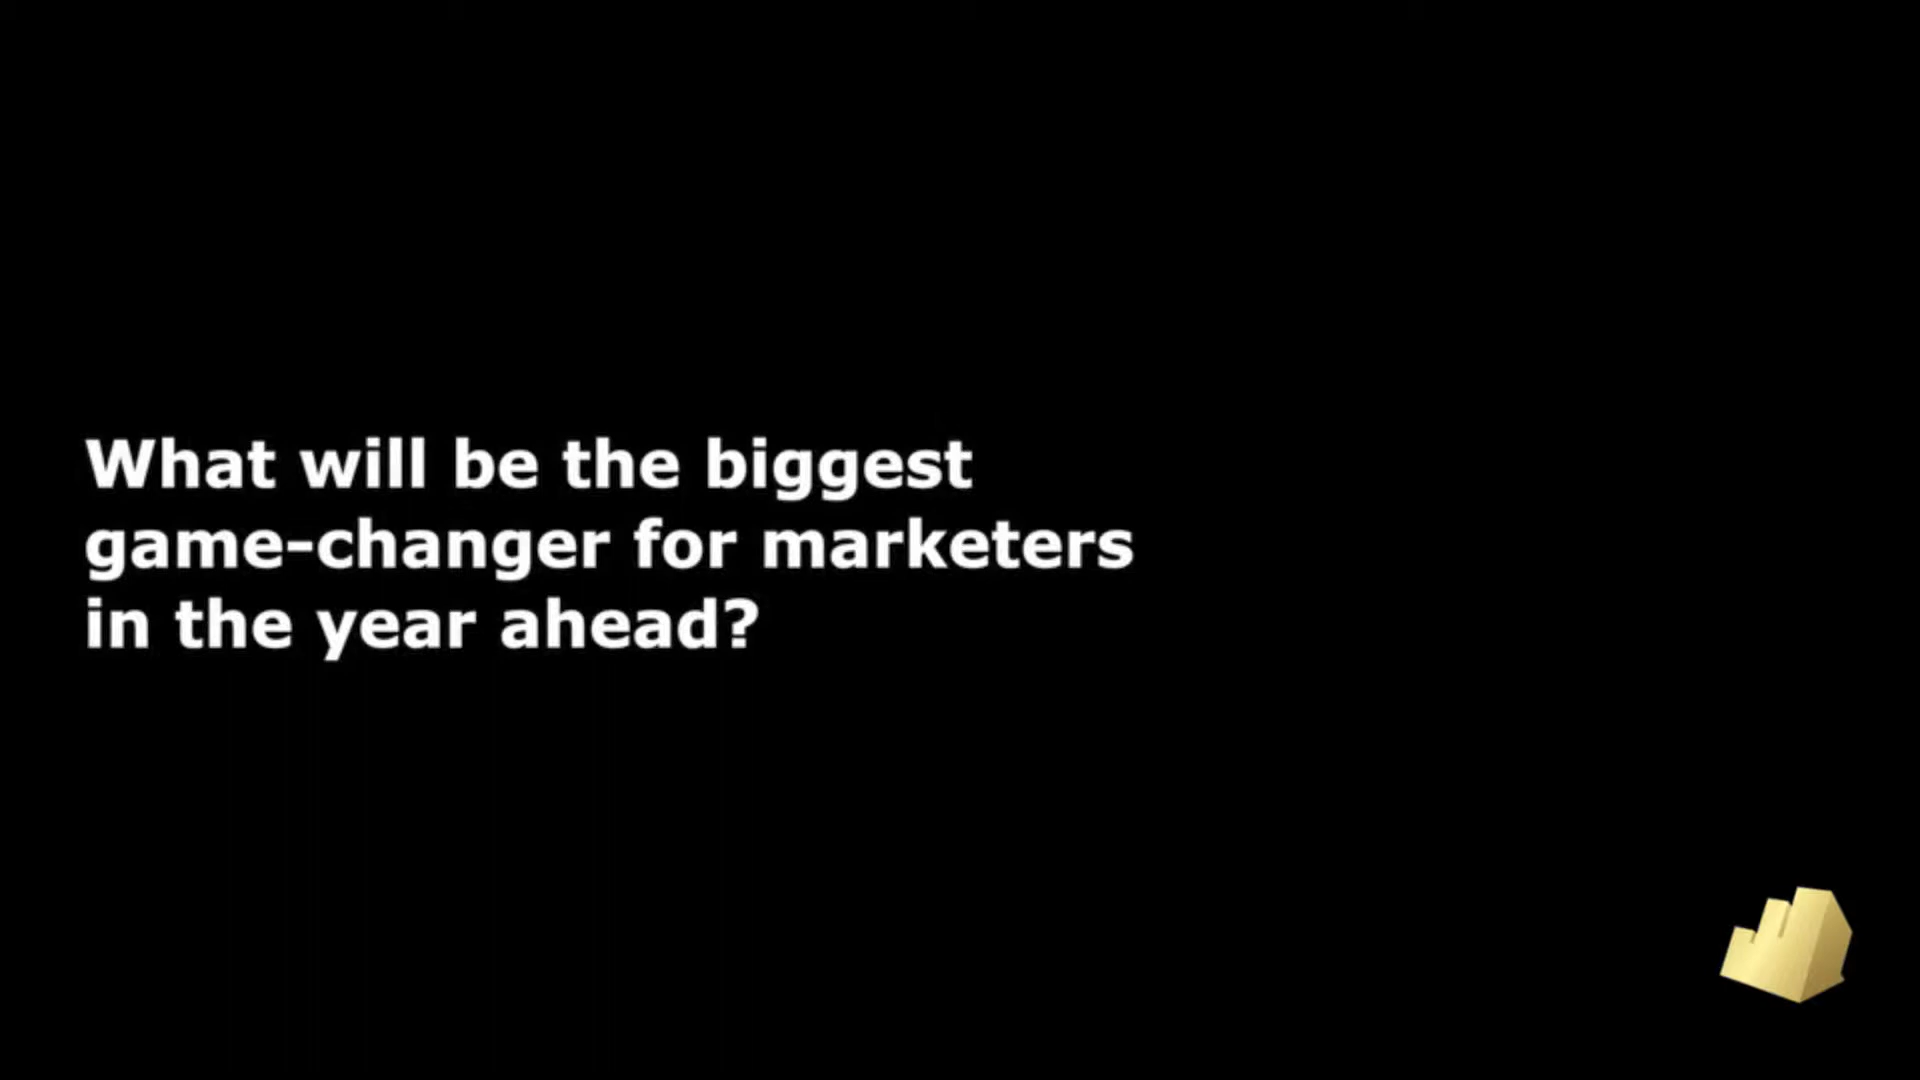 What will be the biggest
game-changer for marketers
in the year ahead?